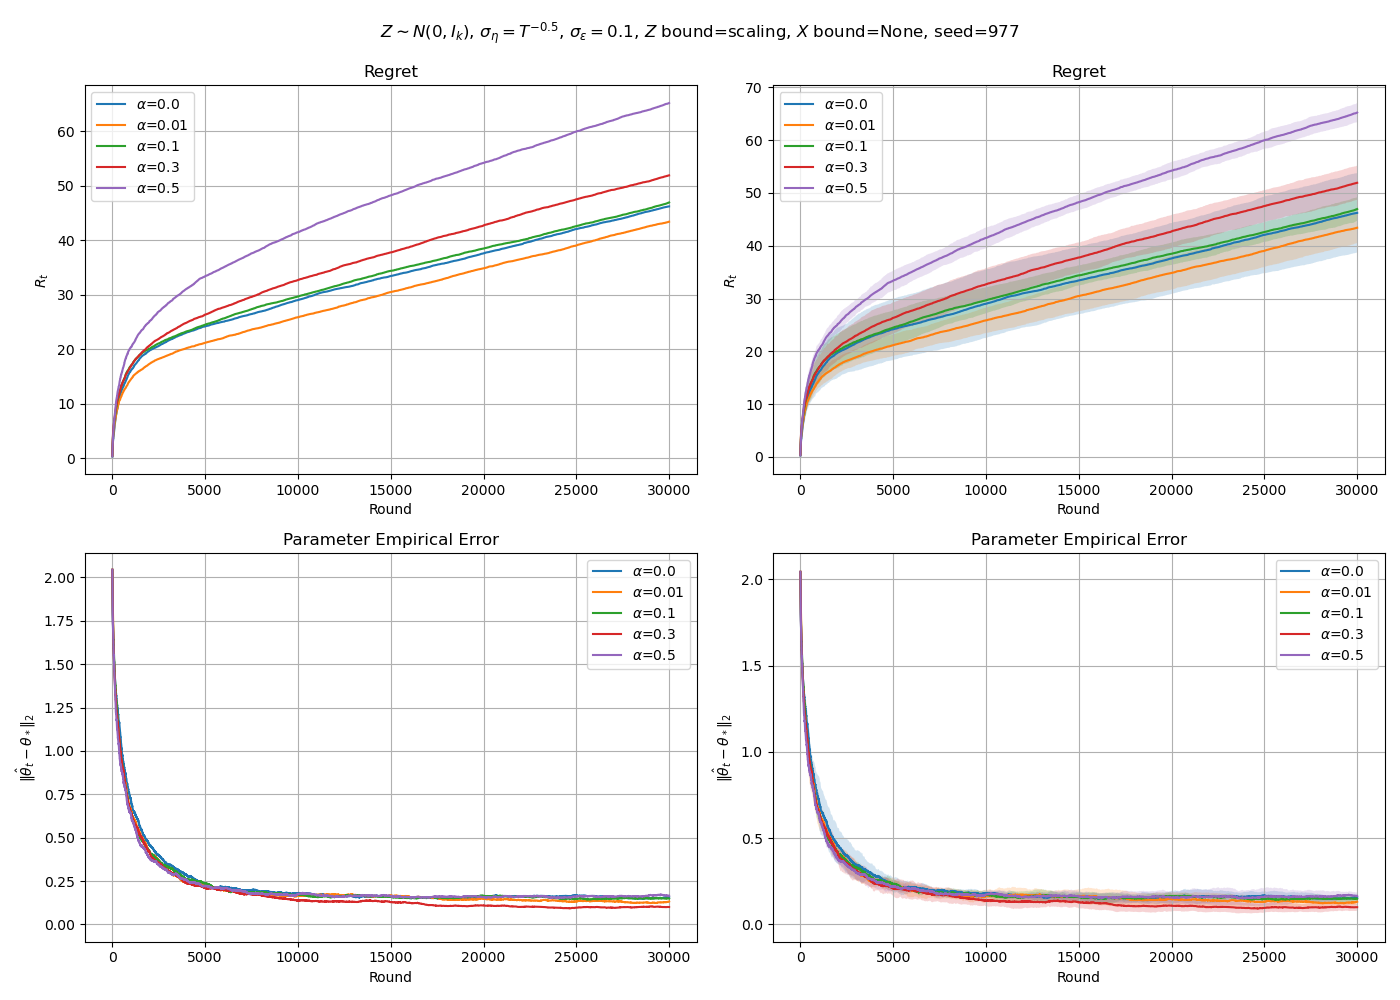 Z ∼ N(0, I_k), σ_η = T^{−0.5}, σ_ε = 0.1, Z bound=scaling, X bound=None, seed=977
Regret
R_t
60
50
40
30
20
10
0
α=0.0
α=0.01
α=0.1
α=0.3
α=0.5
0 5000 10000 15000 20000 25000 30000
Round
Regret
R_t
70
60
50
40
30
20
10
0
α=0.0
α=0.01
α=0.1
α=0.3
α=0.5
0 5000 10000 15000 20000 25000 30000
Round
Parameter Empirical Error
‖θ̂_t − θ_*‖_2
2.00
1.75
1.50
1.25
1.00
0.75
0.50
0.25
0.00
α=0.0
α=0.01
α=0.1
α=0.3
α=0.5
0 5000 10000 15000 20000 25000 30000
Round
Parameter Empirical Error
‖θ̂_t − θ_*‖_2
2.0
1.5
1.0
0.5
0.0
α=0.0
α=0.01
α=0.1
α=0.3
α=0.5
0 5000 10000 15000 20000 25000 30000
Round